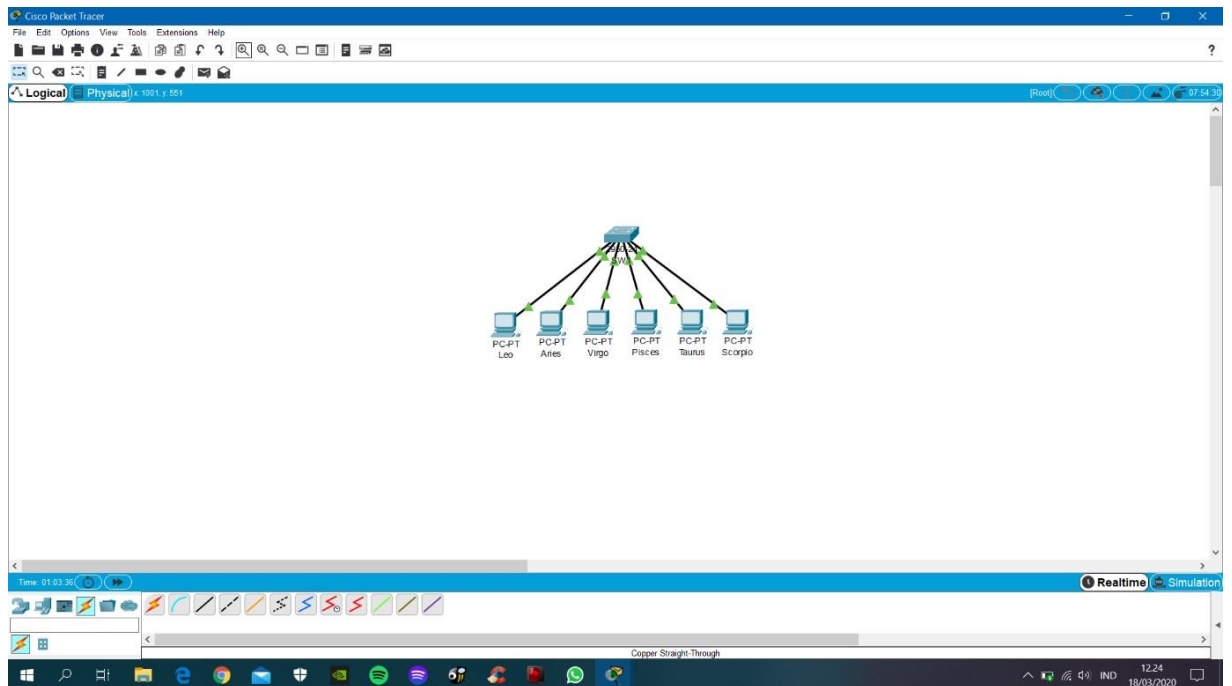 Cisco Packet Tracer
File Edit Options View Tools Extensions Help
?
Logical Physical x: 1001, y: 551 [Root] 07:54:30
PC-PT PC-PT PC-PT PC-PT PC-PT PC-PT
Leo Aries Virgo Pisces Taurus Scorpio
Time: 01:03:36 Realtime Simulation
Copper Straight-Through
IND 12.24
18/03/2020